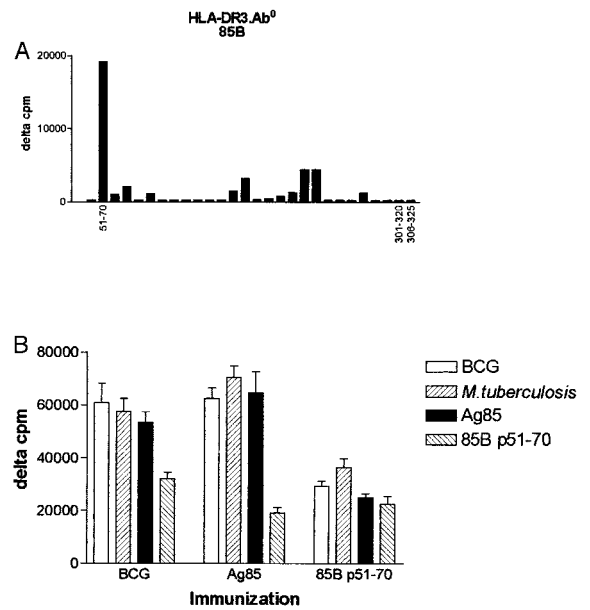 HLA-DR3.Ab⁰
85B
A
delta cpm
20000
10000
0
51-70
301-320
306-325
B
delta cpm
80000
60000
40000
20000
0
BCG
Ag85
85B p51-70
Immunization
BCG
M.tuberculosis
Ag85
85B p51-70